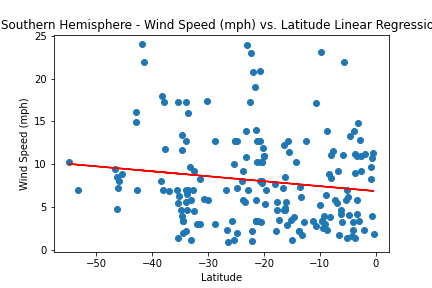 Southern Hemisphere - Wind Speed (mph) vs. Latitude Linear Regressio
25
20
15
10
5
0
Wind Speed (mph)
−50 −40 −30 −20 −10 0
Latitude